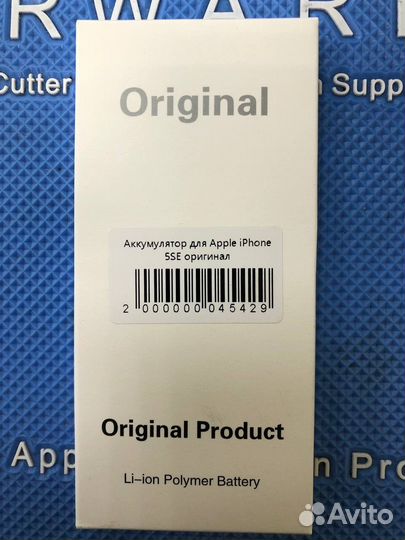 RWAR
Cutter
n Supp
Original
Аккумулятор для Apple iPhone
5SE оригинал
2 000000 045429
Original Product
App
n Pro
Li-ion Polymer Battery
Avito